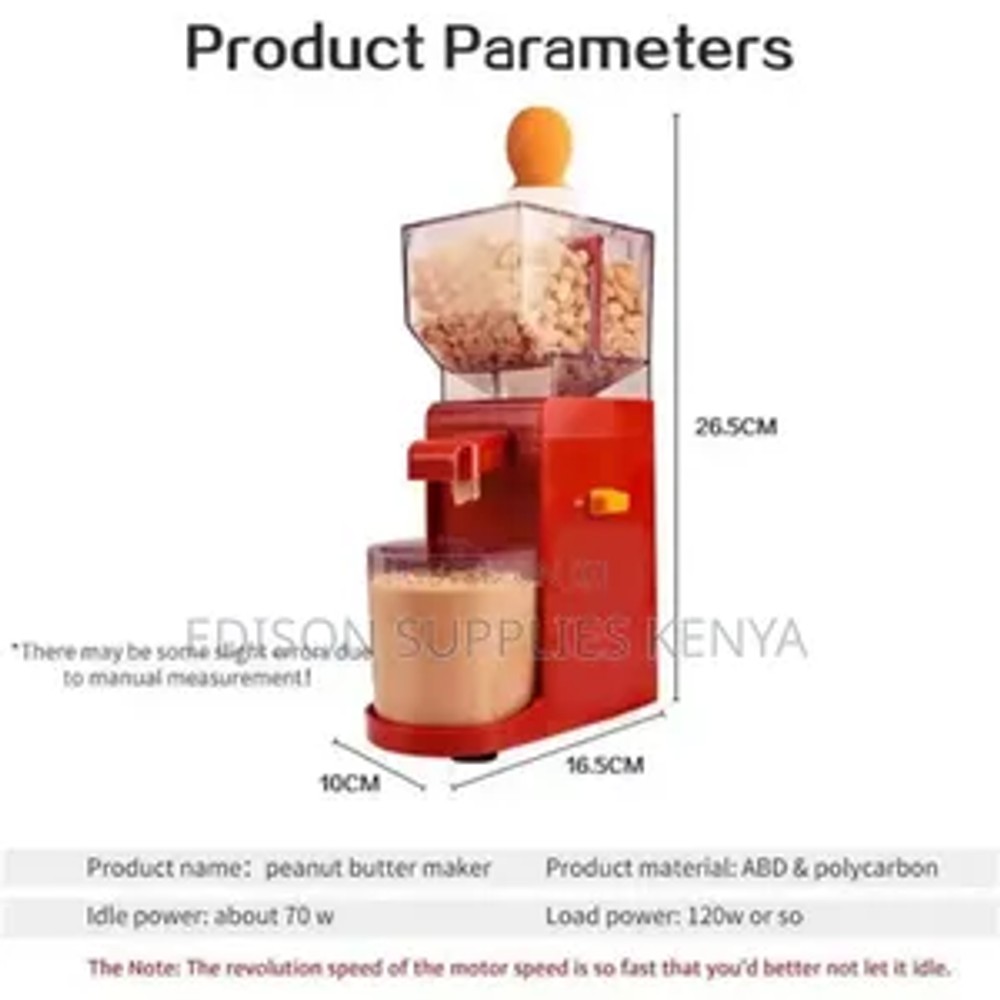 Product Parameters
26.5CM
EDISON SUPPLIES KENYA
*There may be some slight errors due
to manual measurement!
16.5CM
10CM
Product name: peanut butter maker
Product material: ABD & polycarbon
Idle power: about 70 w
Load power: 120w or so
The Note: The revolution speed of the motor speed is so fast that you'd better not let it idle.